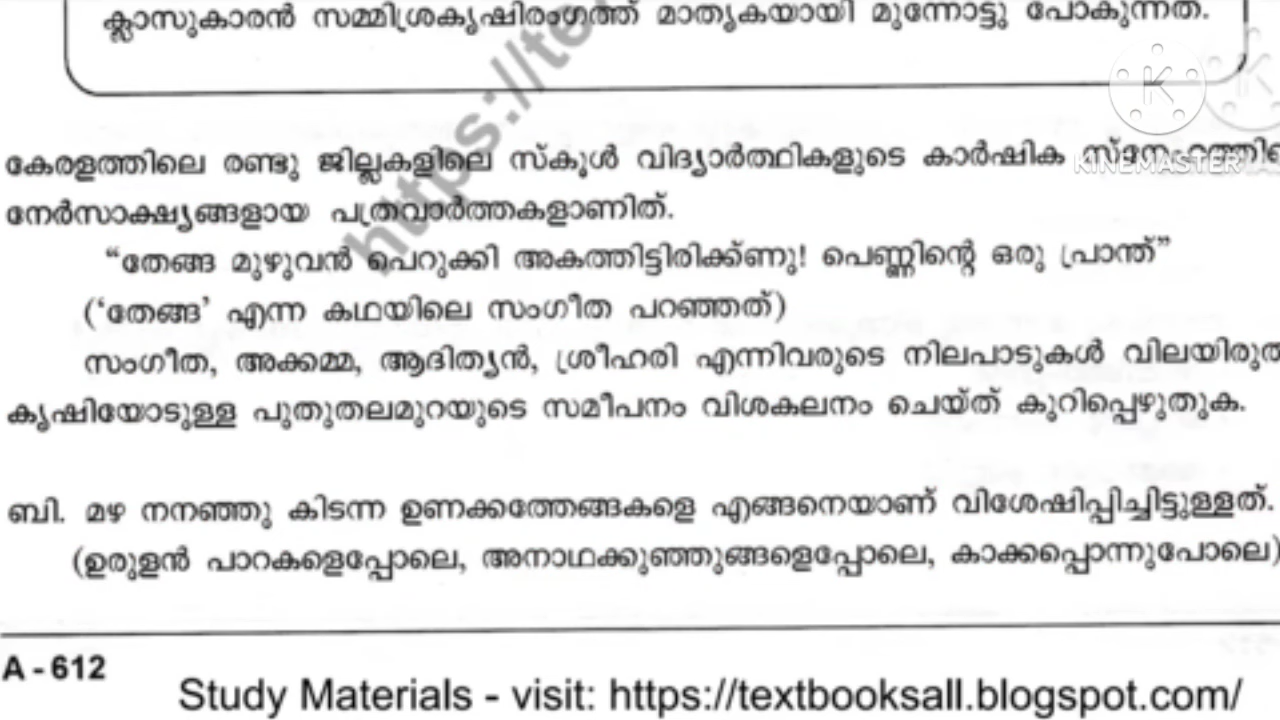 ക്ലാസുകാരൻ സമ്മിശ്രകൃഷിരംഗത്ത് മാതൃകയായി മുന്നോട്ടു പോകുന്നത്.
കേരളത്തിലെ രണ്ടു ജില്ലകളിലെ സ്കൂൾ വിദ്യാർത്ഥികളുടെ കാർഷിക
നേർസാക്ഷ്യങ്ങളായ പത്രവാർത്തകളാണിത്.
“തേങ്ങ മുഴുവൻ പെറുക്കി അകത്തിട്ടിരിക്ക്ണു! പെണ്ണിന്റെ ഒരു പ്രാന്ത്”
(‘തേങ്ങ’ എന്ന കഥയിലെ സംഗീത പറഞ്ഞത്)
സംഗീത, അക്കമ്മ, ആദിത്യൻ, ശ്രീഹരി എന്നിവരുടെ നിലപാടുകൾ
കൃഷിയോടുള്ള പുതുതലമുറയുടെ സമീപനം വിശകലനം ചെയ്ത് കുറിപ്പെഴുതുക.
ബി. മഴ നനഞ്ഞു കിടന്ന ഉണക്കത്തേങ്ങകളെ എങ്ങനെയാണ് വിശേഷിപ്പിച്ചിട്ടുള്ളത്.
(ഉരുളൻ പാറകളെപ്പോലെ, അനാഥക്കുഞ്ഞുങ്ങളെപ്പോലെ, കാക്കപ്പൊന്നുപോലെ)
A - 612
Study Materials - visit: https://textbooksall.blogspot.com/
KINEMASTER